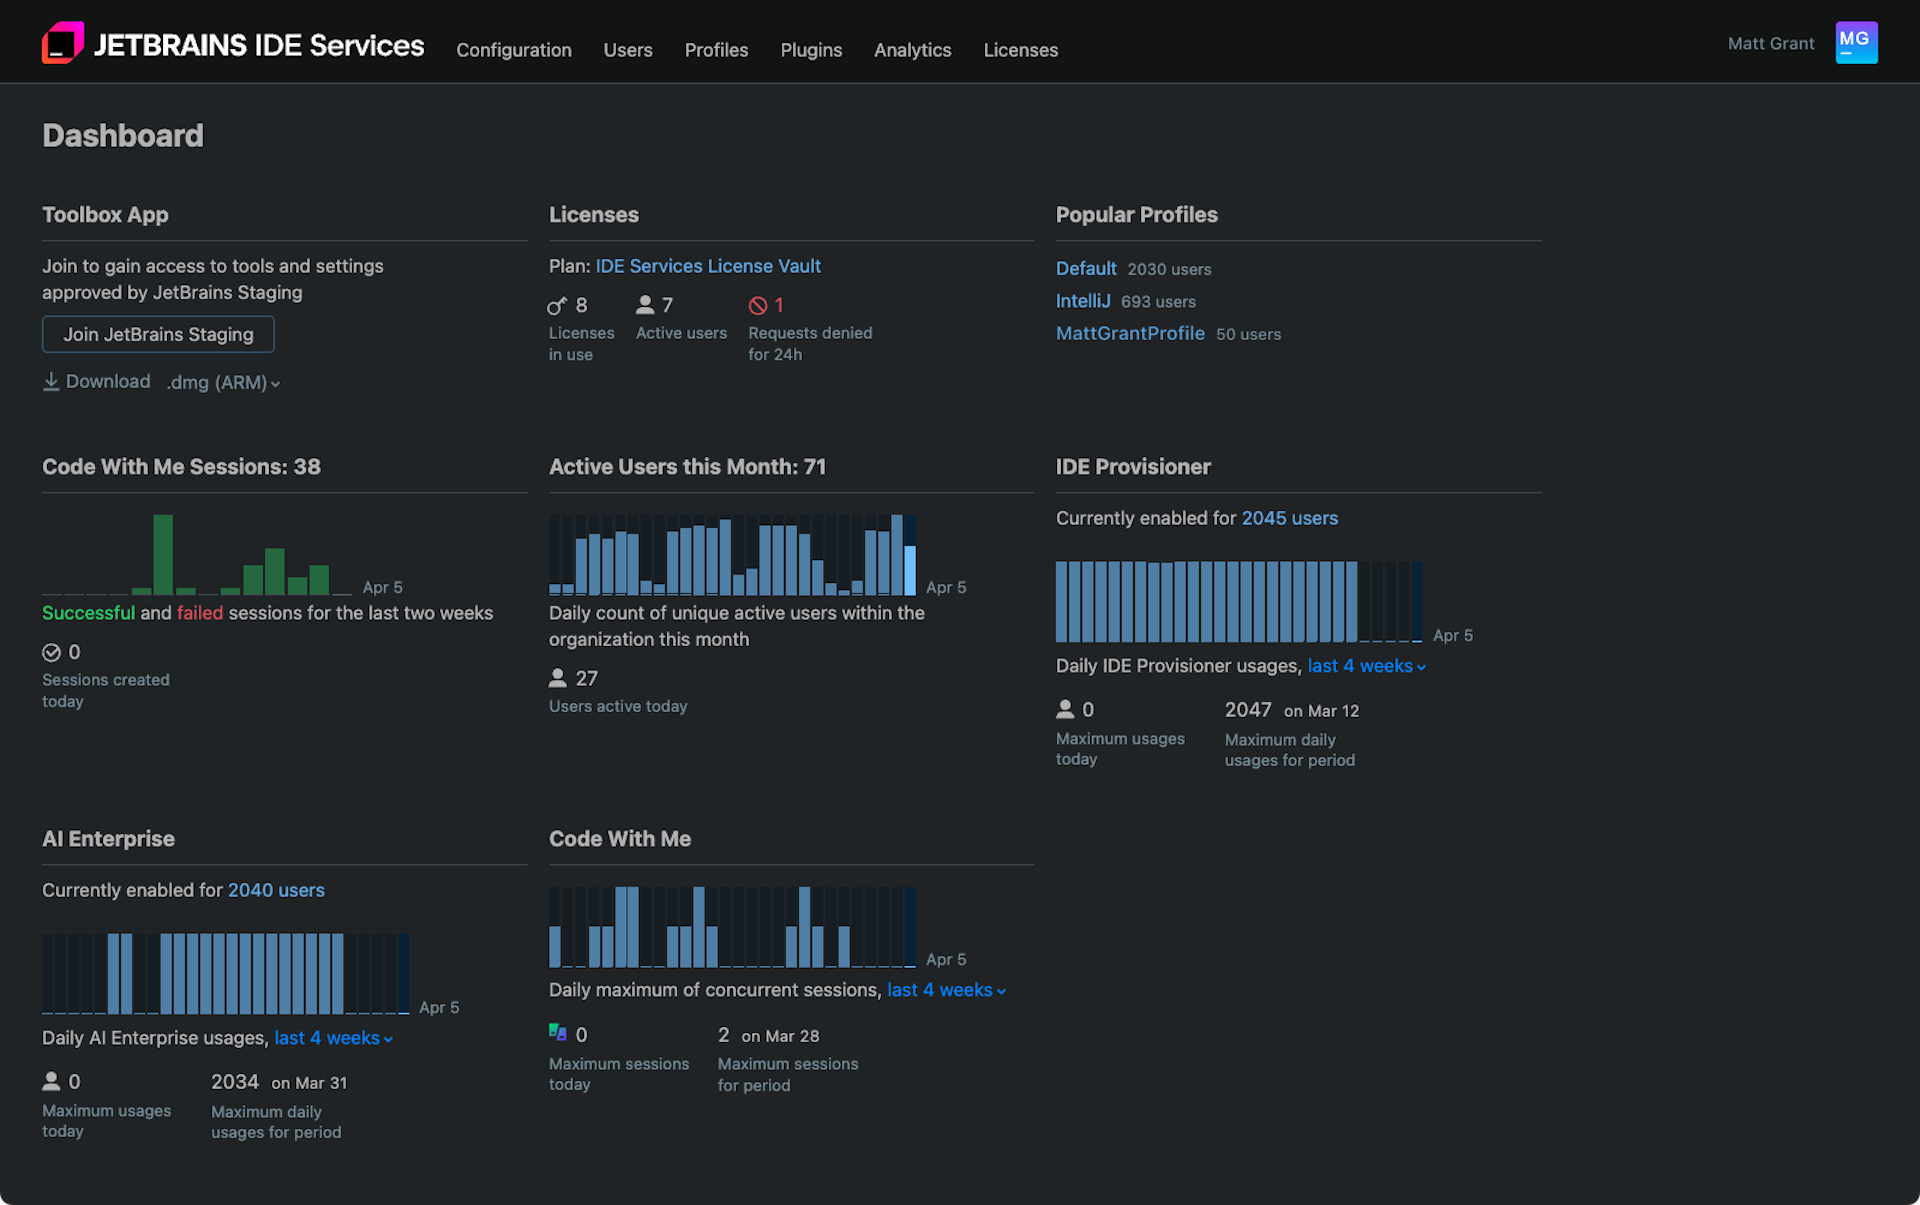 JETBRAINS IDE Services
Configuration
Users
Profiles
Plugins
Analytics
Licenses
Matt Grant
MG
Dashboard
Toolbox App
Join to gain access to tools and settings
approved by JetBrains Staging
Join JetBrains Staging
Download .dmg (ARM)
Licenses
Plan: IDE Services License Vault
8
Licenses
in use
7
Active users
1
Requests denied
for 24h
Popular Profiles
Default 2030 users
IntelliJ 693 users
MattGrantProfile 50 users
Code With Me Sessions: 38
Apr 5
Successful and failed sessions for the last two weeks
0
Sessions created
today
Active Users this Month: 71
Apr 5
Daily count of unique active users within the
organization this month
27
Users active today
IDE Provisioner
Currently enabled for 2045 users
Apr 5
Daily IDE Provisioner usages, last 4 weeks
0
Maximum usages
today
2047 on Mar 12
Maximum daily
usages for period
AI Enterprise
Currently enabled for 2040 users
Apr 5
Daily AI Enterprise usages, last 4 weeks
0
Maximum usages
today
2034 on Mar 31
Maximum daily
usages for period
Code With Me
Apr 5
Daily maximum of concurrent sessions, last 4 weeks
0
Maximum sessions
today
2 on Mar 28
Maximum sessions
for period